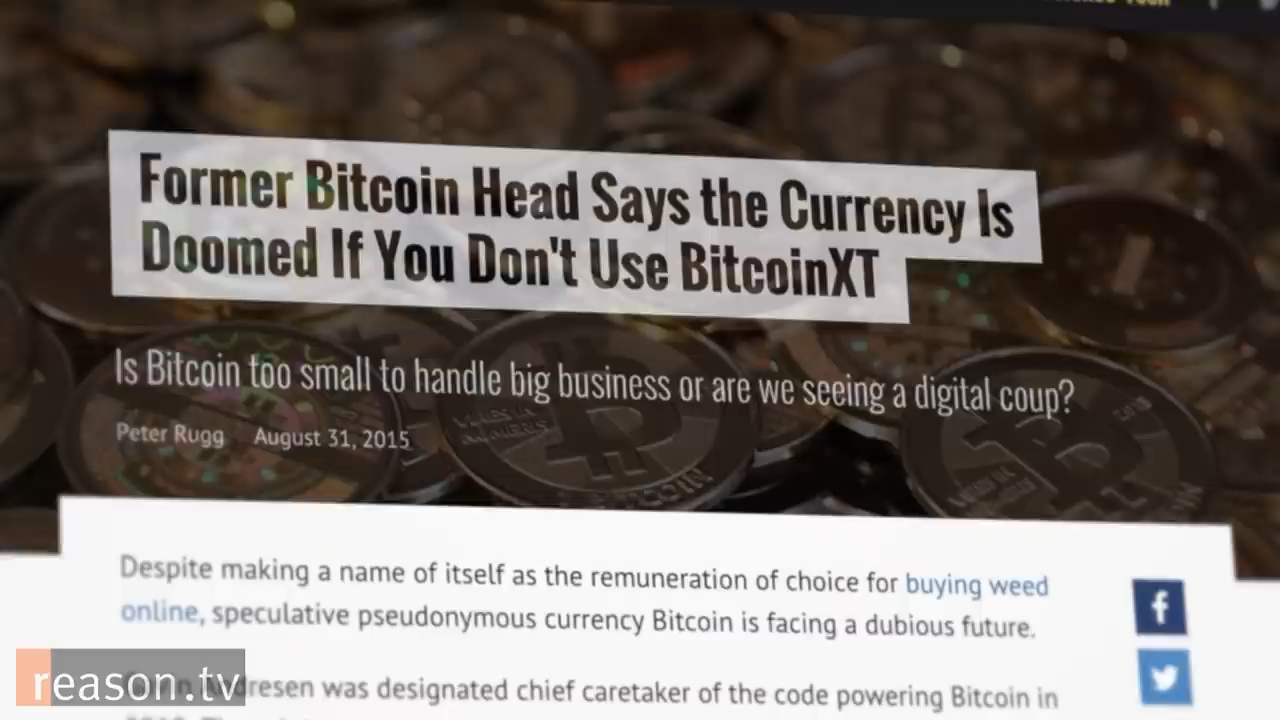 Former Bitcoin Head Says the Currency Is
Doomed If You Don't Use BitcoinXT
Is Bitcoin too small to handle big business or are we seeing a digital coup?
Peter Rugg August 31, 2015
Despite making a name of itself as the remuneration of choice for buying weed
online, speculative pseudonymous currency Bitcoin is facing a dubious future.
Andresen was designated chief caretaker of the code powering Bitcoin in
reason.tv
BITCOIN